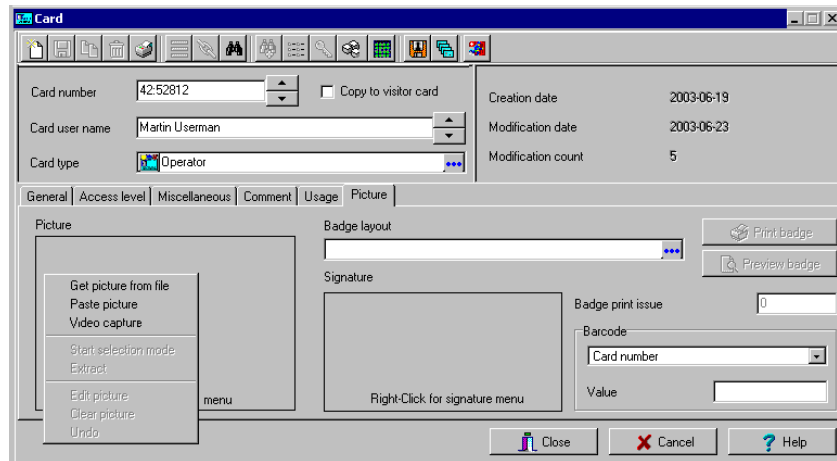 Card
Card number
42:52812
Copy to visitor card
Card user name
Martin Userman
Card type
Operator
Creation date
2003-06-19
Modification date
2003-06-23
Modification count
5
General
Access level
Miscellaneous
Comment
Usage
Picture
Picture
Get picture from file
Paste picture
Video capture
Start selection mode
Extract
Edit picture
Clear picture
Undo
menu
Badge layout
Signature
Right-Click for signature menu
Print badge
Preview badge
Badge print issue
0
Barcode
Card number
Value
Close
Cancel
Help